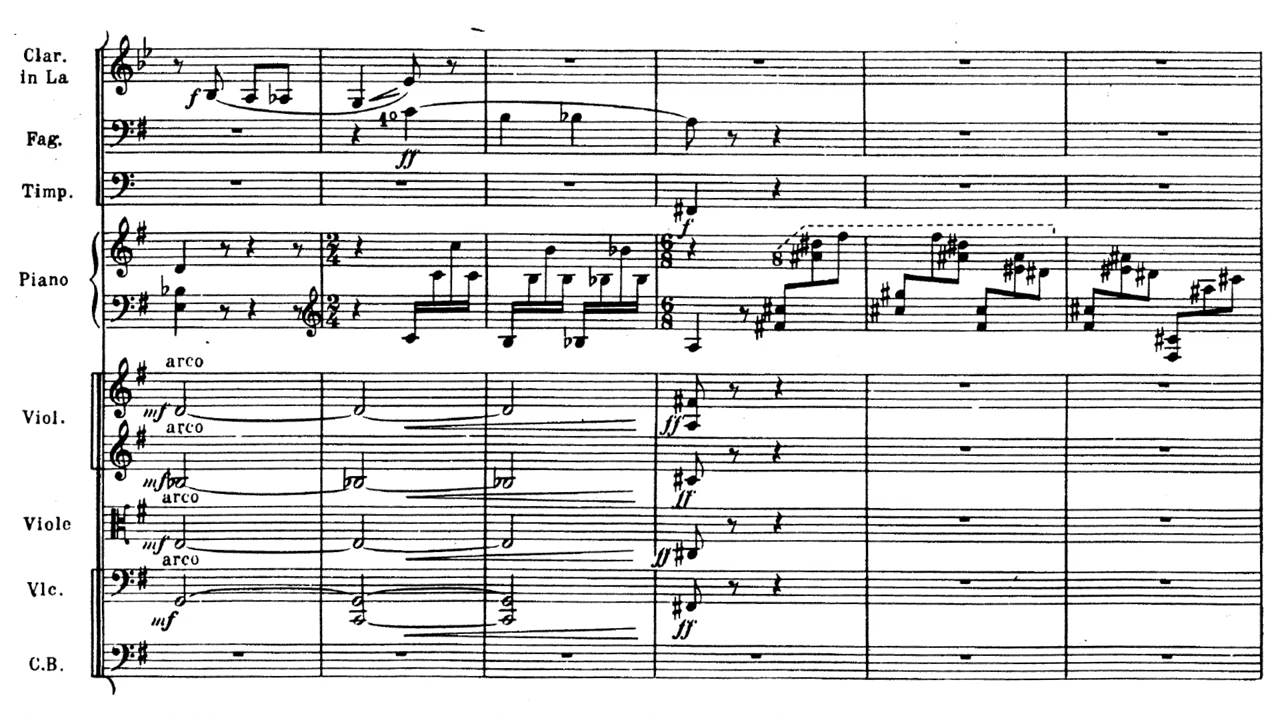 Clar.
in La
f
Fag.
1º
ff
Timp.
f
Piano
2
4
6
8
8
2
4
6
8
Viol.
arco
mf
ff
arco
mf
ff
Viole
arco
mf
ff
Vlc.
arco
mf
ff
C.B.